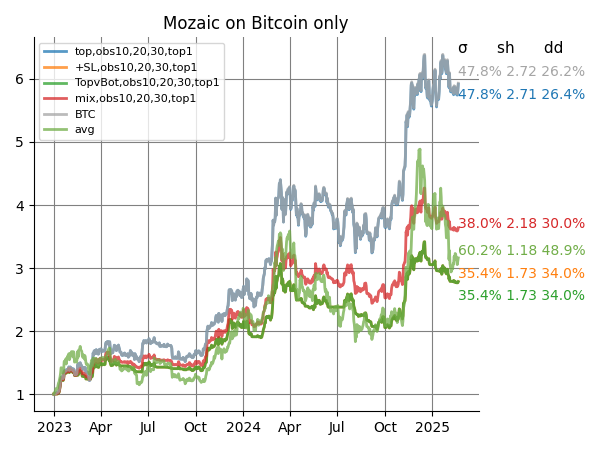 Mozaic on Bitcoin only
σ sh dd
top,obs10,20,30,top1
+SL,obs10,20,30,top1
TopvBot,obs10,20,30,top1
mix,obs10,20,30,top1
BTC
avg
47.8% 2.72 26.2%
47.8% 2.71 26.4%
38.0% 2.18 30.0%
60.2% 1.18 48.9%
35.4% 1.73 34.0%
35.4% 1.73 34.0%
6
5
4
3
2
1
2023 Apr Jul Oct 2024 Apr Jul Oct 2025